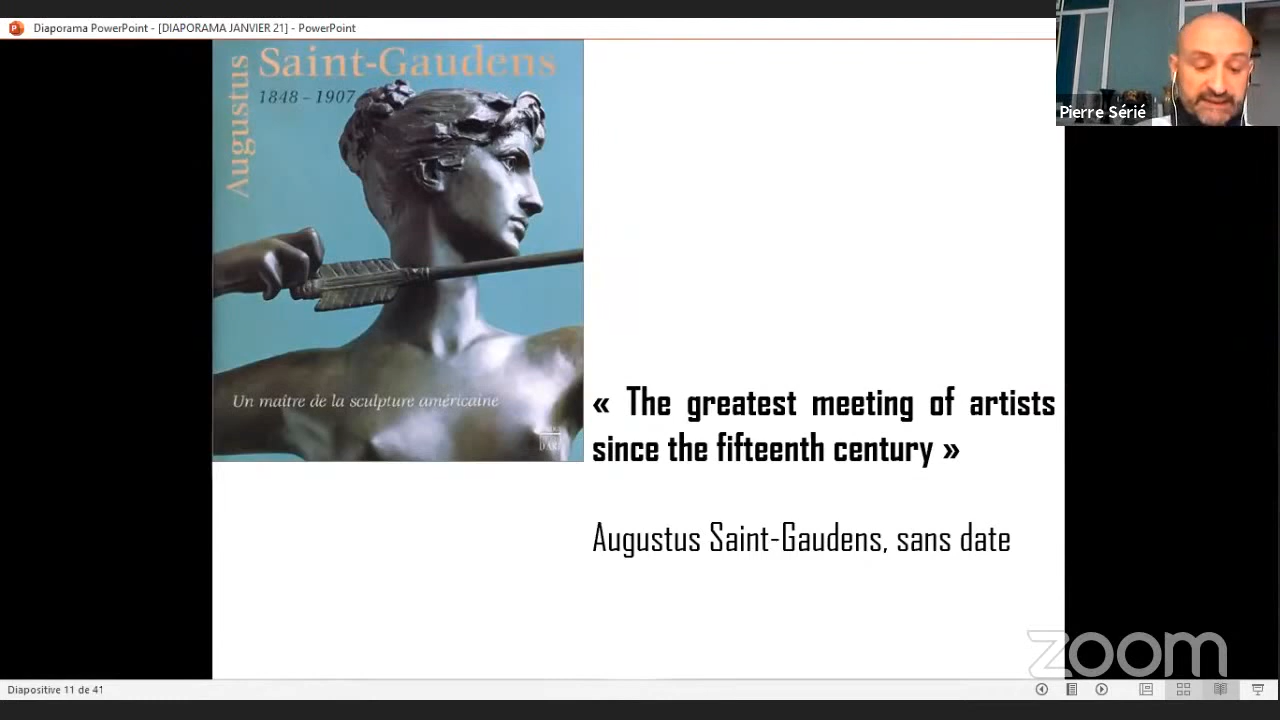 Diaporama PowerPoint - [DIAPORAMA JANVIER 21] - PowerPoint
Pierre Sérié
Augustus
Saint-Gaudens
1848 – 1907
Un maître de la sculpture américaine
« The greatest meeting of artists
since the fifteenth century »
Augustus Saint-Gaudens, sans date
zoom
Diapositive 11 de 41